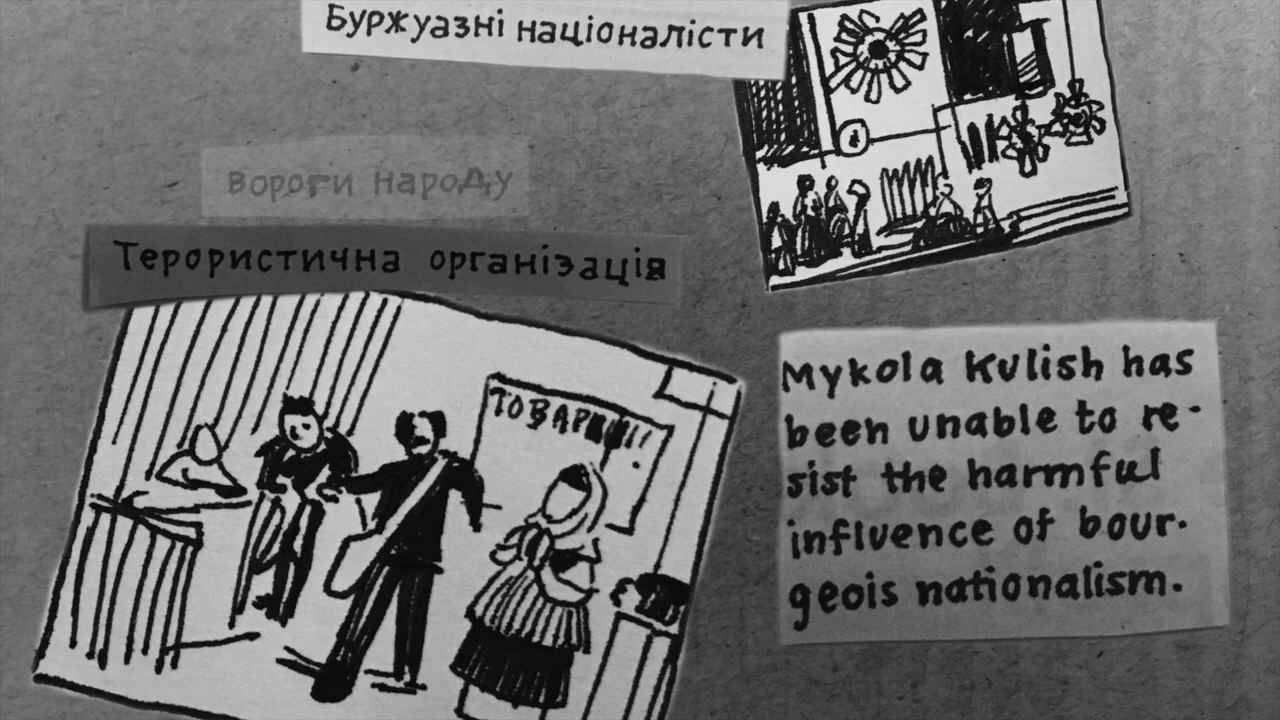 Буржуазні націоналісти
Вороги народу
Терористична організація
Mykola Kulish has
been unable to re-
sist the harmful
influence of bour-
geois nationalism.